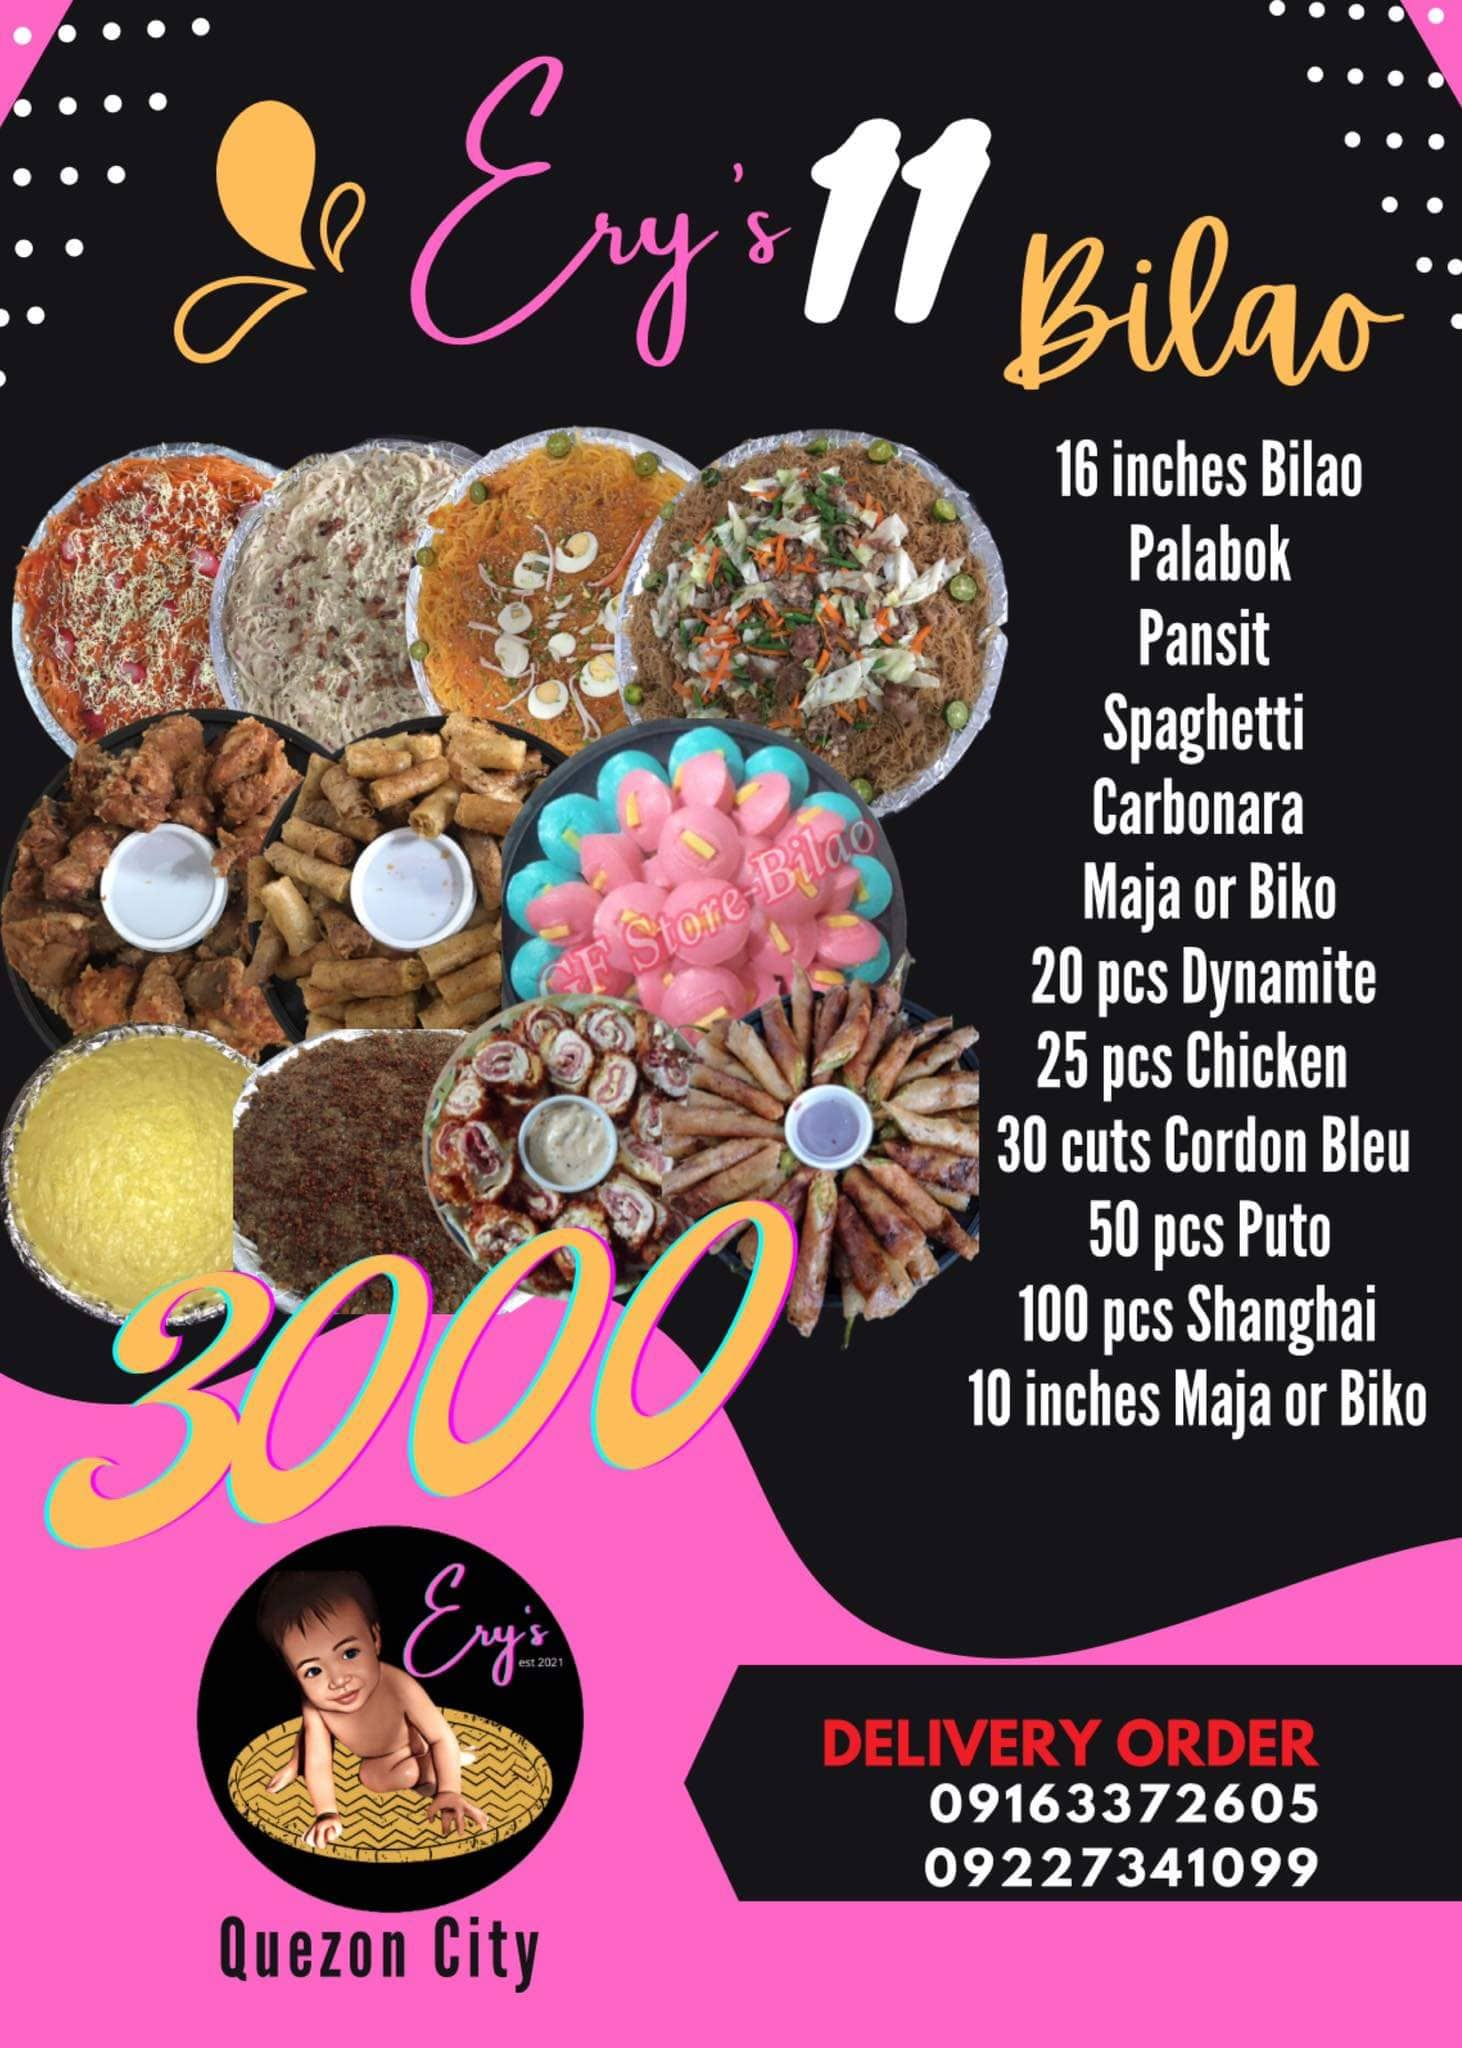 Ery's 11 Bilao
16 inches Bilao
Palabok
Pansit
Spaghetti
Carbonara
Maja or Biko
20 pcs Dynamite
25 pcs Chicken
30 cuts Cordon Bleu
50 pcs Puto
100 pcs Shanghai
10 inches Maja or Biko
GF Store-Bilao
3000
Ery's
est 2021
Quezon City
DELIVERY ORDER
09163372605
09227341099